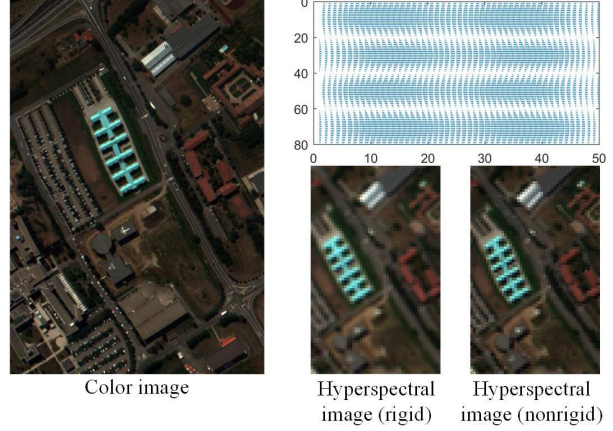 0
20
40
60
80
0 10 20 30 40 50
Color image
Hyperspectral
image (rigid)
Hyperspectral
image (nonrigid)